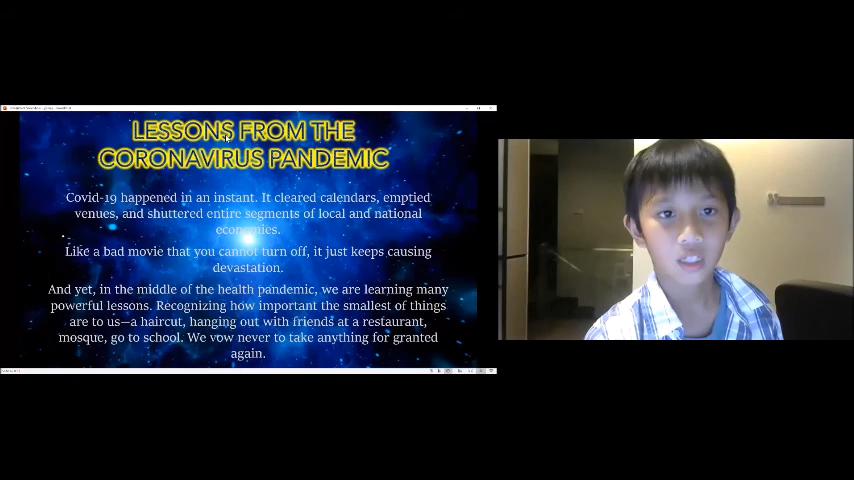 LESSONS FROM THE
CORONAVIRUS PANDEMIC
Covid-19 happened in an instant. It cleared calendars, emptied
venues, and shuttered entire segments of local and national
economies.
Like a bad movie that you cannot turn off, it just keeps causing
devastation.
And yet, in the middle of the health pandemic, we are learning many
powerful lessons. Recognizing how important the smallest of things
are to us—a haircut, hanging out with friends at a restaurant,
mosque, go to school. We vow never to take anything for granted
again.